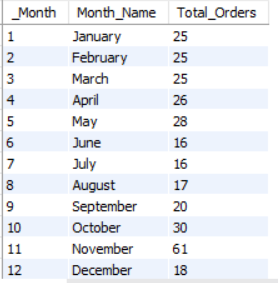 _Month Month_Name Total_Orders
1 January 25
2 February 25
3 March 25
4 April 26
5 May 28
6 June 16
7 July 16
8 August 17
9 September 20
10 October 30
11 November 61
12 December 18